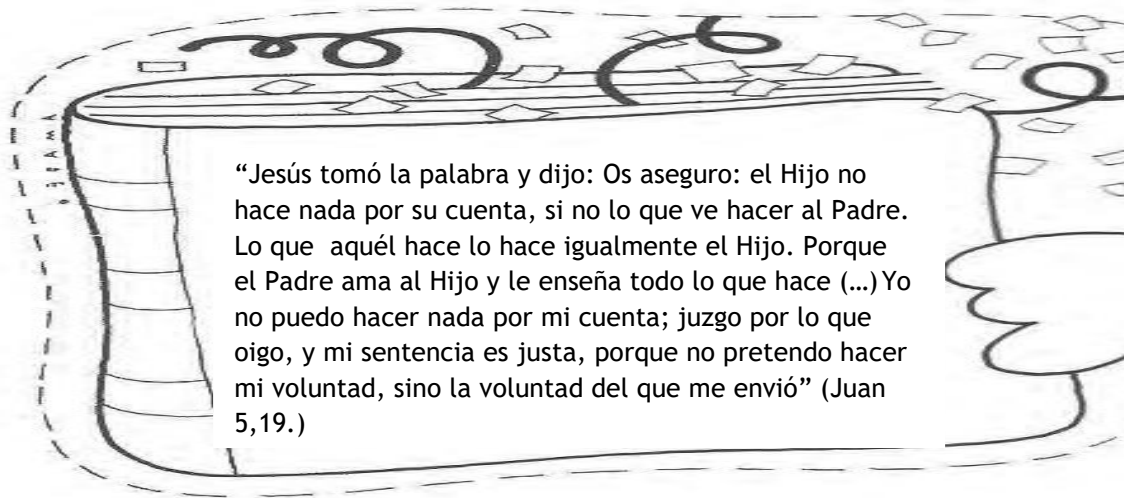 “Jesús tomó la palabra y dijo: Os aseguro: el Hijo no
hace nada por su cuenta, si no lo que ve hacer al Padre.
Lo que aquél hace lo hace igualmente el Hijo. Porque
el Padre ama al Hijo y le enseña todo lo que hace (…) Yo
no puedo hacer nada por mi cuenta; juzgo por lo que
oigo, y mi sentencia es justa, porque no pretendo hacer
mi voluntad, sino la voluntad del que me envió” (Juan
5,19.)